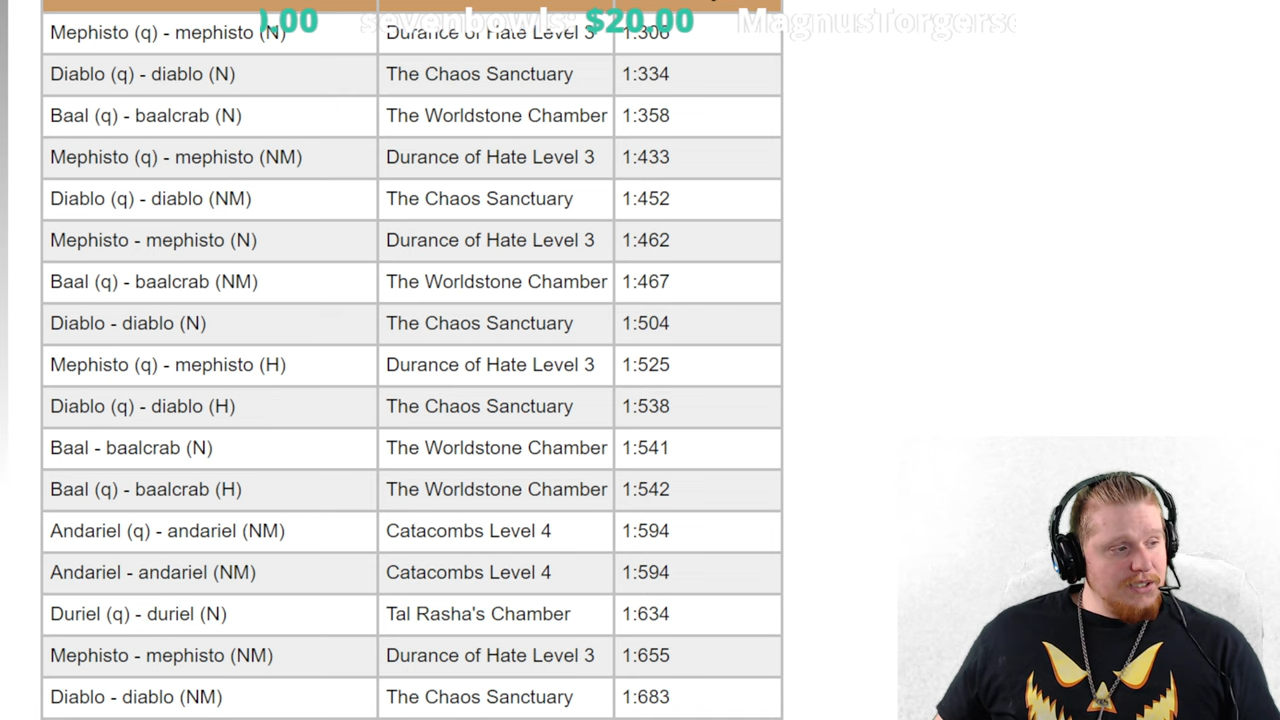 .00 sevenbowls: $20.00 MagnusTorgerse
Mephisto (q) - mephisto (N) Durance of Hate Level 3 1:306
Diablo (q) - diablo (N) The Chaos Sanctuary 1:334
Baal (q) - baalcrab (N) The Worldstone Chamber 1:358
Mephisto (q) - mephisto (NM) Durance of Hate Level 3 1:433
Diablo (q) - diablo (NM) The Chaos Sanctuary 1:452
Mephisto - mephisto (N) Durance of Hate Level 3 1:462
Baal (q) - baalcrab (NM) The Worldstone Chamber 1:467
Diablo - diablo (N) The Chaos Sanctuary 1:504
Mephisto (q) - mephisto (H) Durance of Hate Level 3 1:525
Diablo (q) - diablo (H) The Chaos Sanctuary 1:538
Baal - baalcrab (N) The Worldstone Chamber 1:541
Baal (q) - baalcrab (H) The Worldstone Chamber 1:542
Andariel (q) - andariel (NM) Catacombs Level 4 1:594
Andariel - andariel (NM) Catacombs Level 4 1:594
Duriel (q) - duriel (N) Tal Rasha's Chamber 1:634
Mephisto - mephisto (NM) Durance of Hate Level 3 1:655
Diablo - diablo (NM) The Chaos Sanctuary 1:683